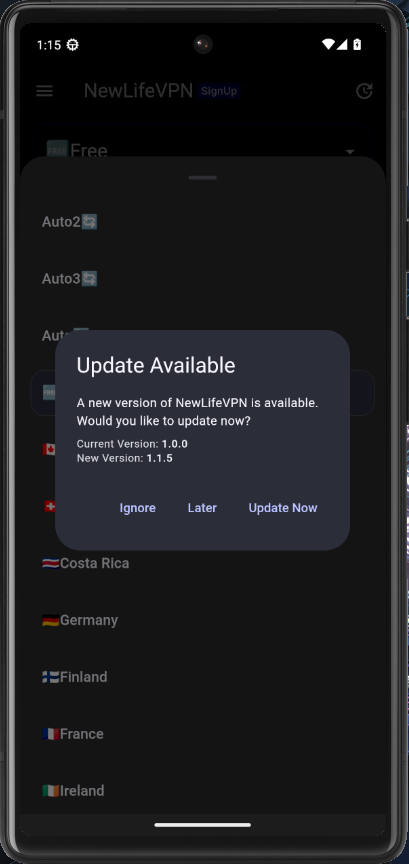 1:15
NewLifeVPN SignUp
Free
Auto2
Auto3
Update Available
A new version of NewLifeVPN is available.
Would you like to update now?
Current Version: 1.0.0
New Version: 1.1.5
Ignore Later Update Now
Costa Rica
Germany
Finland
France
Ireland